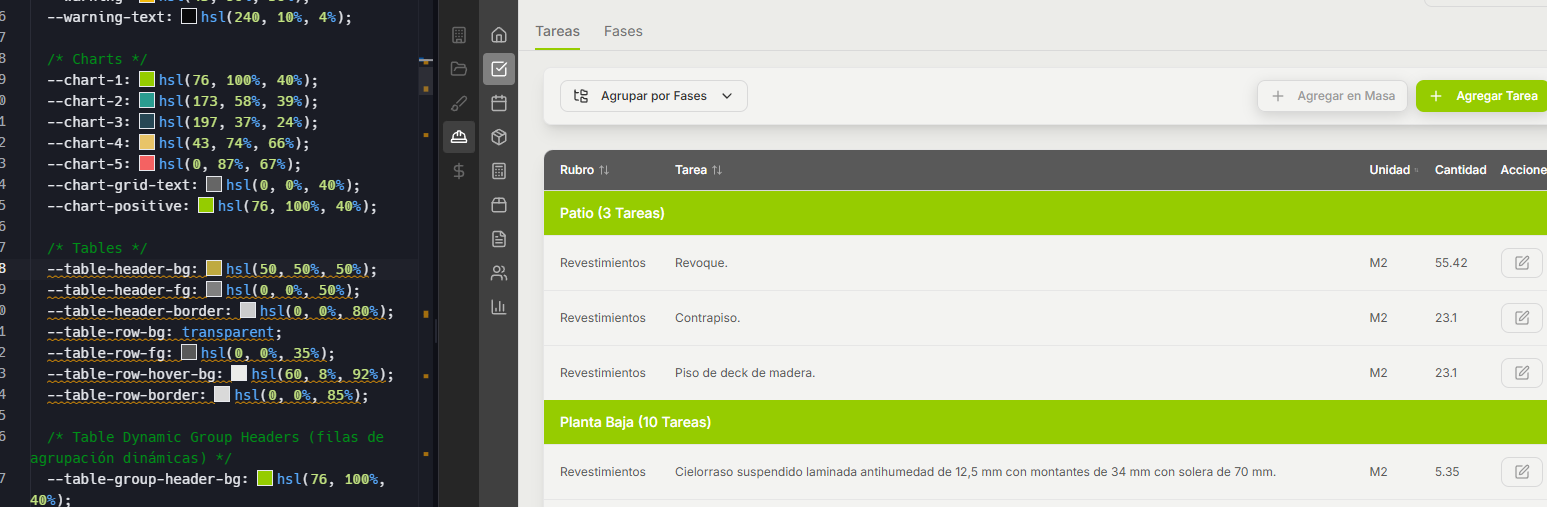 --warning-text: hsl(240, 10%, 4%);
/* Charts */
--chart-1: hsl(76, 100%, 40%);
--chart-2: hsl(173, 58%, 39%);
--chart-3: hsl(197, 37%, 24%);
--chart-4: hsl(43, 74%, 66%);
--chart-5: hsl(0, 87%, 67%);
--chart-grid-text: hsl(0, 0%, 40%);
--chart-positive: hsl(76, 100%, 40%);
/* Tables */
--table-header-bg: hsl(50, 50%, 50%);
--table-header-fg: hsl(0, 0%, 50%);
--table-header-border: hsl(0, 0%, 80%);
--table-row-bg: transparent;
--table-row-fg: hsl(0, 0%, 35%);
--table-row-hover-bg: hsl(60, 8%, 92%);
--table-row-border: hsl(0, 0%, 85%);
/* Table Dynamic Group Headers (filas de
agrupación dinámicas) */
--table-group-header-bg: hsl(76, 100%,
40%);
Tareas Fases
Agrupar por Fases
Agregar en Masa
Agregar Tarea
Rubro Tarea Unidad Cantidad Accione
Patio (3 Tareas)
Revestimientos Revoque. M2 55.42
Revestimientos Contrapiso. M2 23.1
Revestimientos Piso de deck de madera. M2 23.1
Planta Baja (10 Tareas)
Revestimientos Cielorraso suspendido laminada antihumedad de 12,5 mm con montantes de 34 mm con solera de 70 mm. M2 5.35